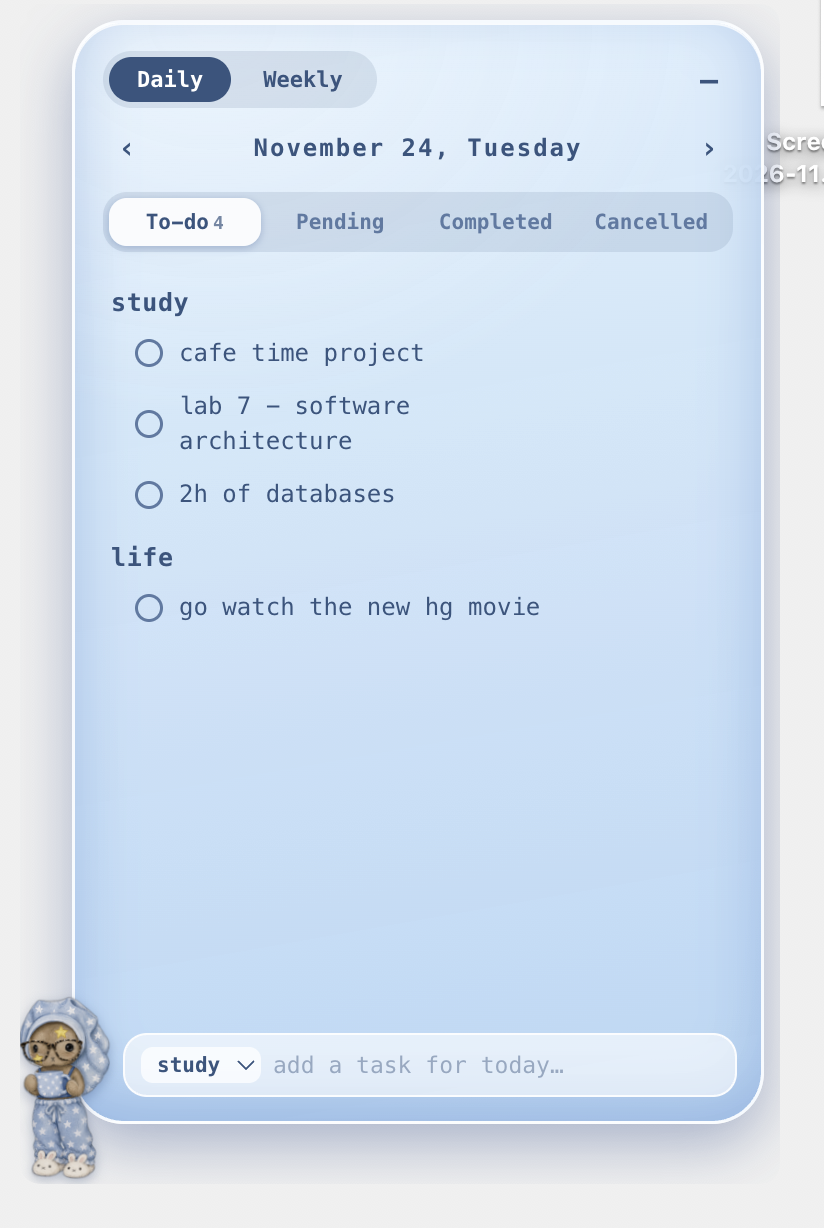 Daily Weekly
‹ November 24, Tuesday ›
To-do 4 Pending Completed Cancelled
study
cafe time project
lab 7 - software
architecture
2h of databases
life
go watch the new hg movie
study add a task for today…